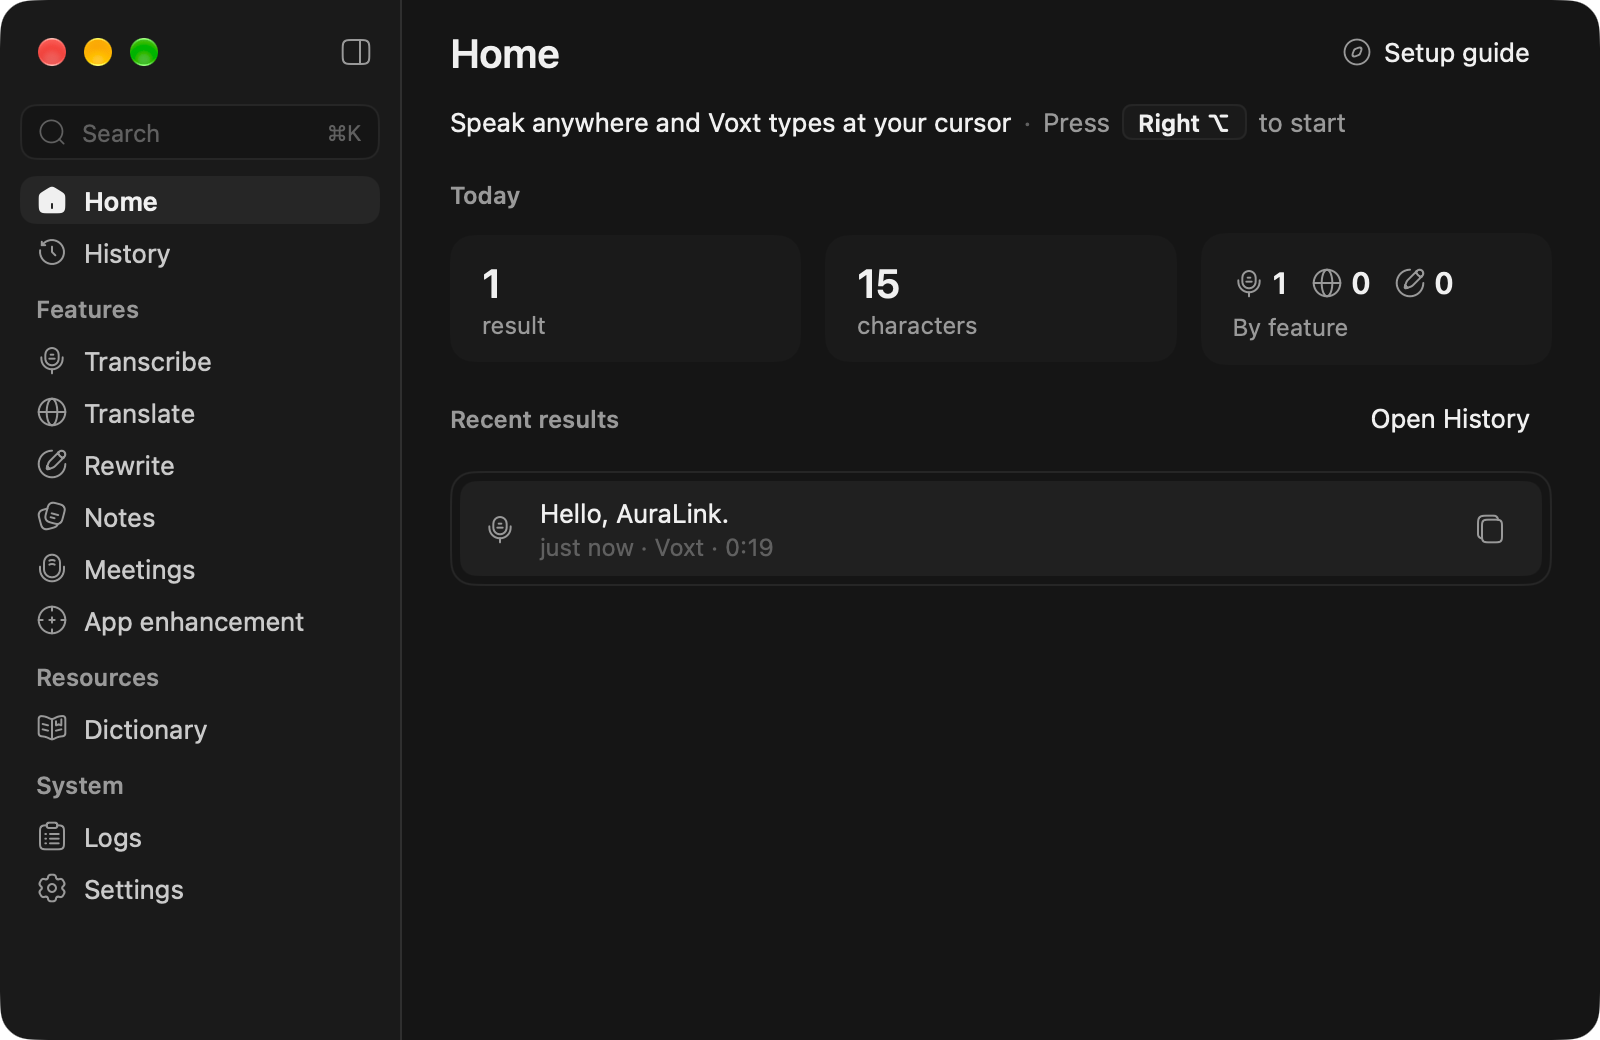 Search ⌘K
Home
History
Features
Transcribe
Translate
Rewrite
Notes
Meetings
App enhancement
Resources
Dictionary
System
Logs
Settings
Home
Setup guide
Speak anywhere and Voxt types at your cursor · Press Right ⌥ to start
Today
1
result
15
characters
1 0 0
By feature
Recent results
Open History
Hello, AuraLink.
just now · Voxt · 0:19